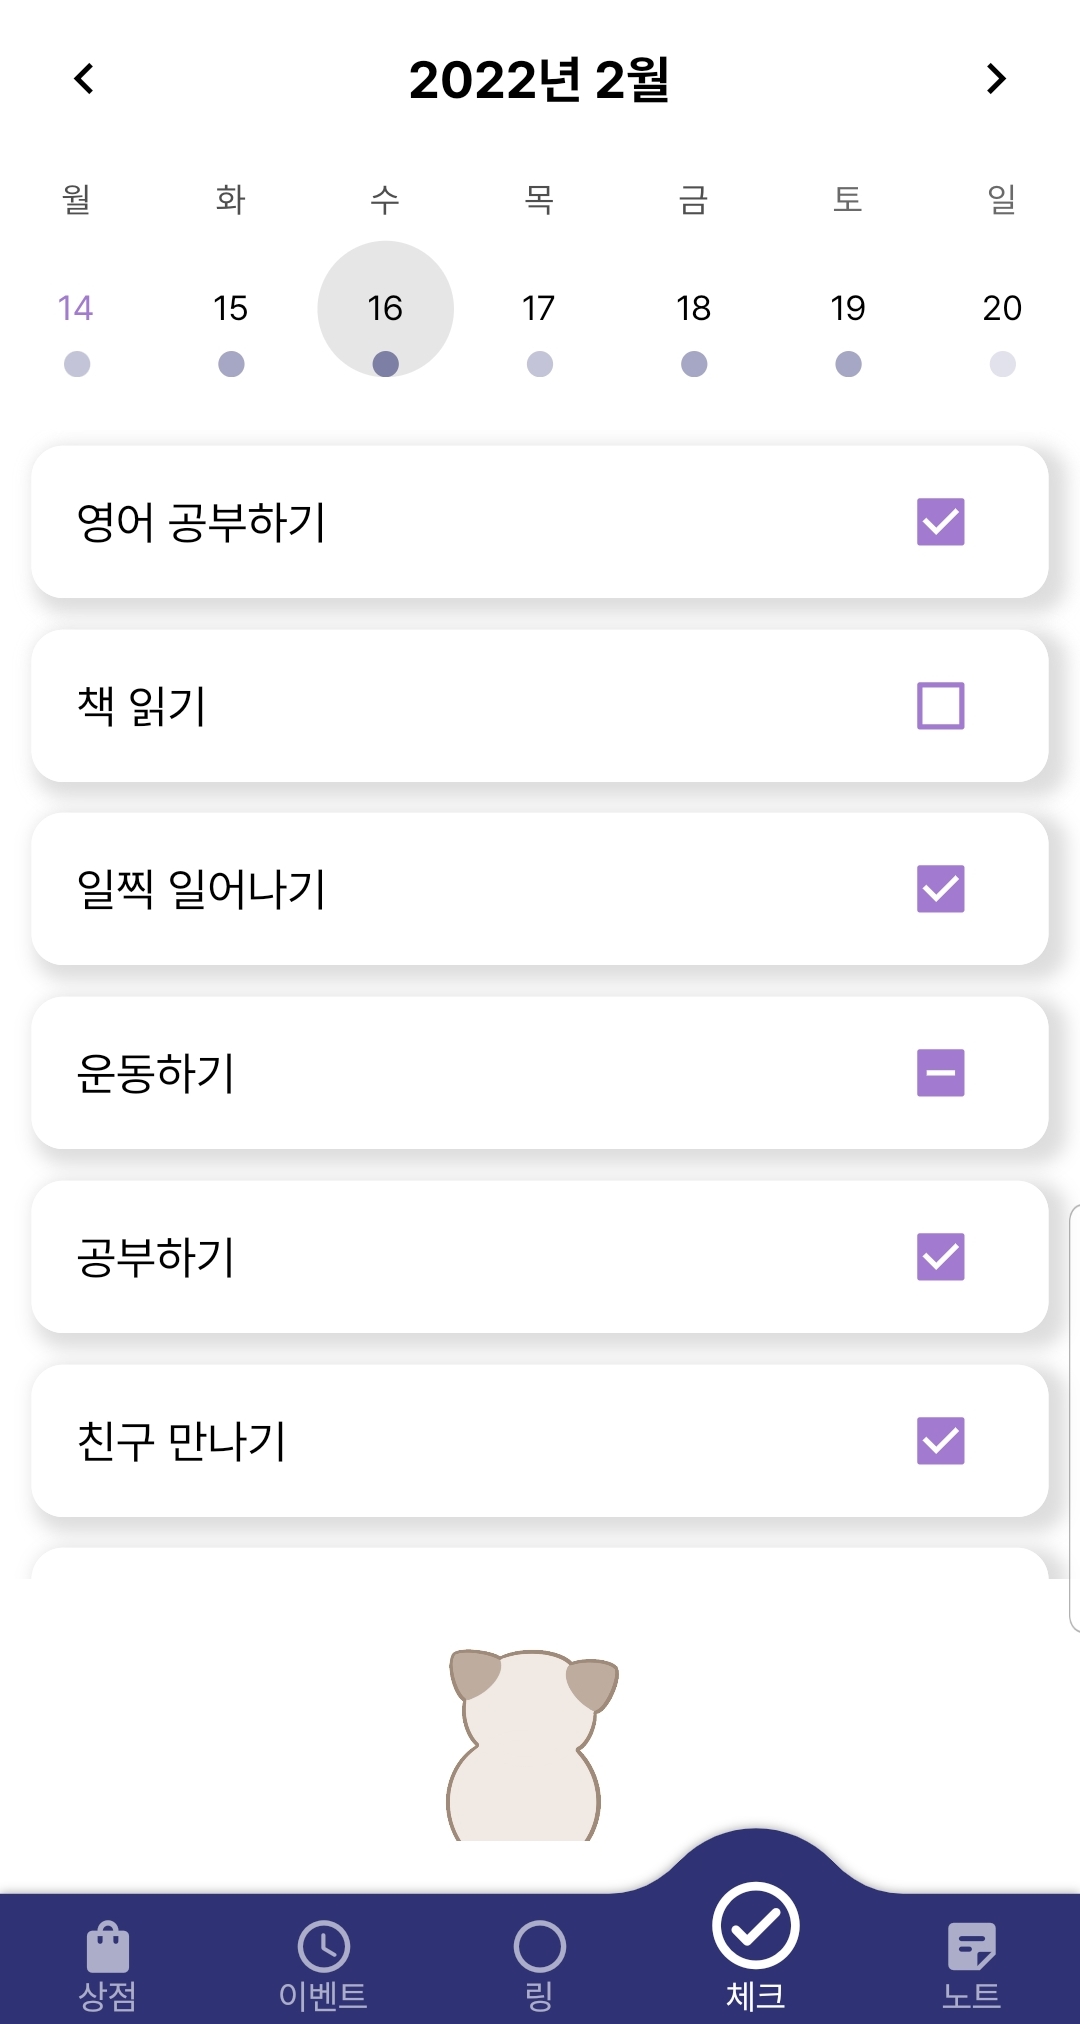 2022년 2월
월 화 수 목 금 토 일
14 15 16 17 18 19 20
영어 공부하기
책 읽기
일찍 일어나기
운동하기
공부하기
친구 만나기
상점 이벤트 링 체크 노트